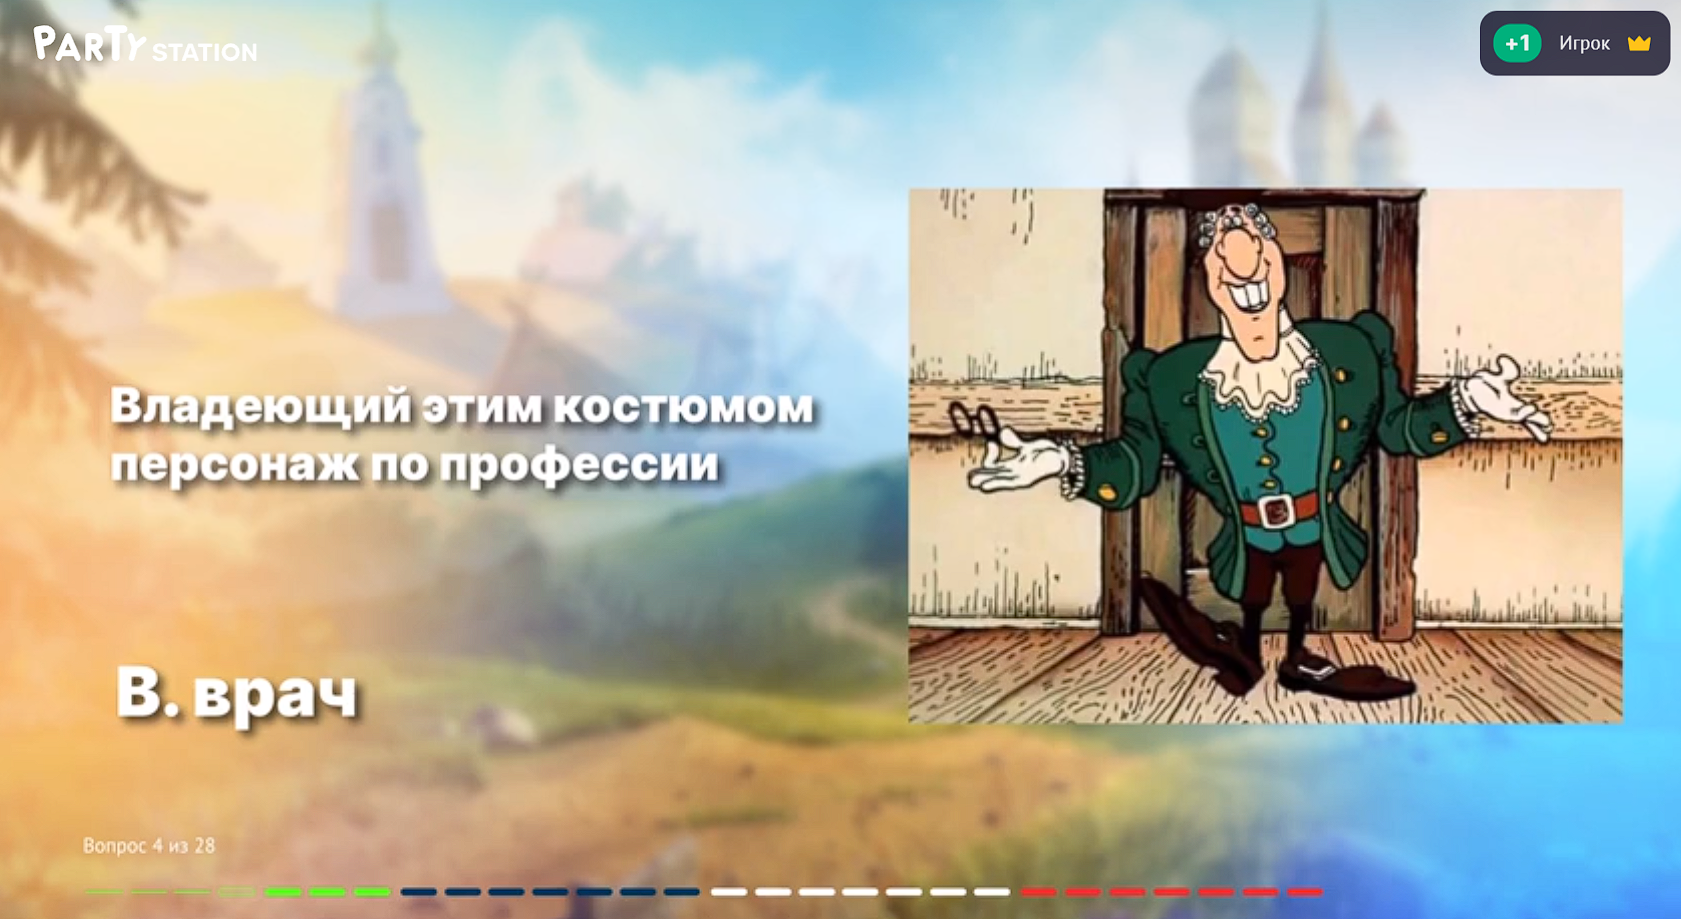 PARTY STATION
+1 Игрок
Владеющий этим костюмом
персонаж по профессии
В. врач
Вопрос 4 из 28